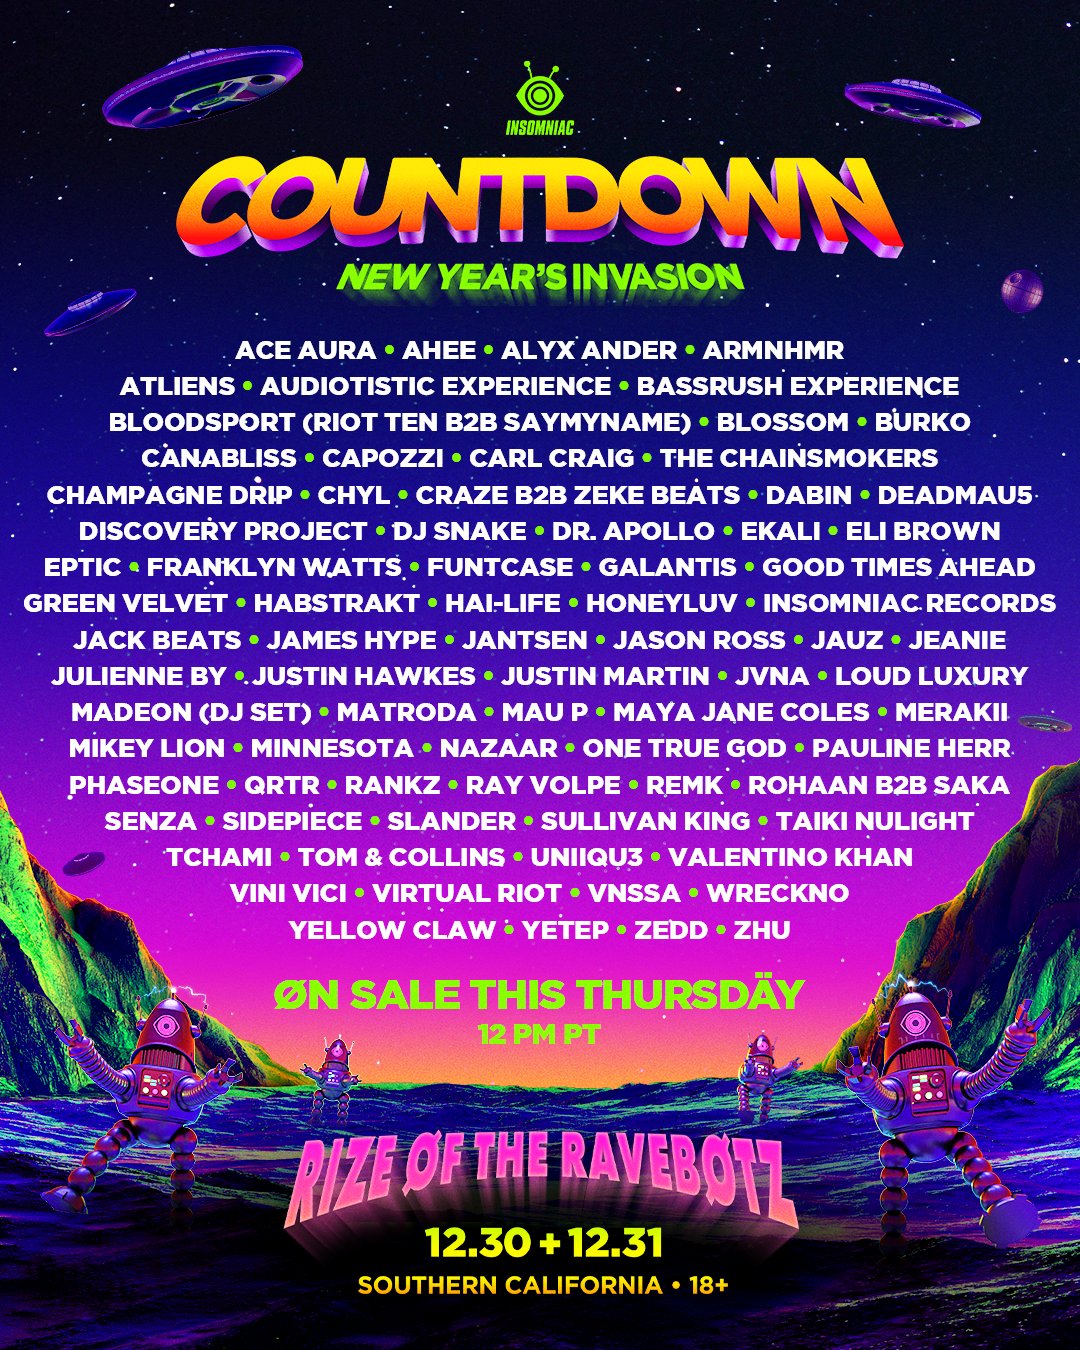 INSOMNIAC
COUNTDOWN
NEW YEAR'S INVASION
ACE AURA • AHEE • ALYX ANDER • ARMNHMR
ATLIENS • AUDIOTISTIC EXPERIENCE • BASSRUSH EXPERIENCE
BLOODSPORT (RIOT TEN B2B SAYMYNAME) • BLOSSOM • BURKO
CANABLISS • CAPOZZI • CARL CRAIG • THE CHAINSMOKERS
CHAMPAGNE DRIP • CHYL • CRAZE B2B ZEKE BEATS • DABIN • DEADMAU5
DISCOVERY PROJECT • DJ SNAKE • DR. APOLLO • EKALI • ELI BROWN
EPTIC • FRANKLYN WATTS • FUNTCASE • GALANTIS • GOOD TIMES AHEAD
GREEN VELVET • HABSTRAKT • HAI-LIFE • HONEYLUV • INSOMNIAC RECORDS
JACK BEATS • JAMES HYPE • JANTSEN • JASON ROSS • JAUZ • JEANIE
JULIENNE BY • JUSTIN HAWKES • JUSTIN MARTIN • JVNA • LOUD LUXURY
MADEON (DJ SET) • MATRODA • MAU P • MAYA JANE COLES • MERAKII
MIKEY LION • MINNESOTA • NAZAAR • ONE TRUE GOD • PAULINE HERR
PHASEONE • QRTR • RANKZ • RAY VOLPE • REMK • ROHAAN B2B SAKA
SENZA • SIDEPIECE • SLANDER • SULLIVAN KING • TAIKI NULIGHT
TCHAMI • TOM & COLLINS • UNIIQU3 • VALENTINO KHAN
VINI VICI • VIRTUAL RIOT • VNSSA • WRECKNO
YELLOW CLAW • YETEP • ZEDD • ZHU
ØN SALE THIS THURSDÄY
12 PM PT
RIZE ØF THE RAVEBØTZ
12.30 + 12.31
SOUTHERN CALIFORNIA • 18+